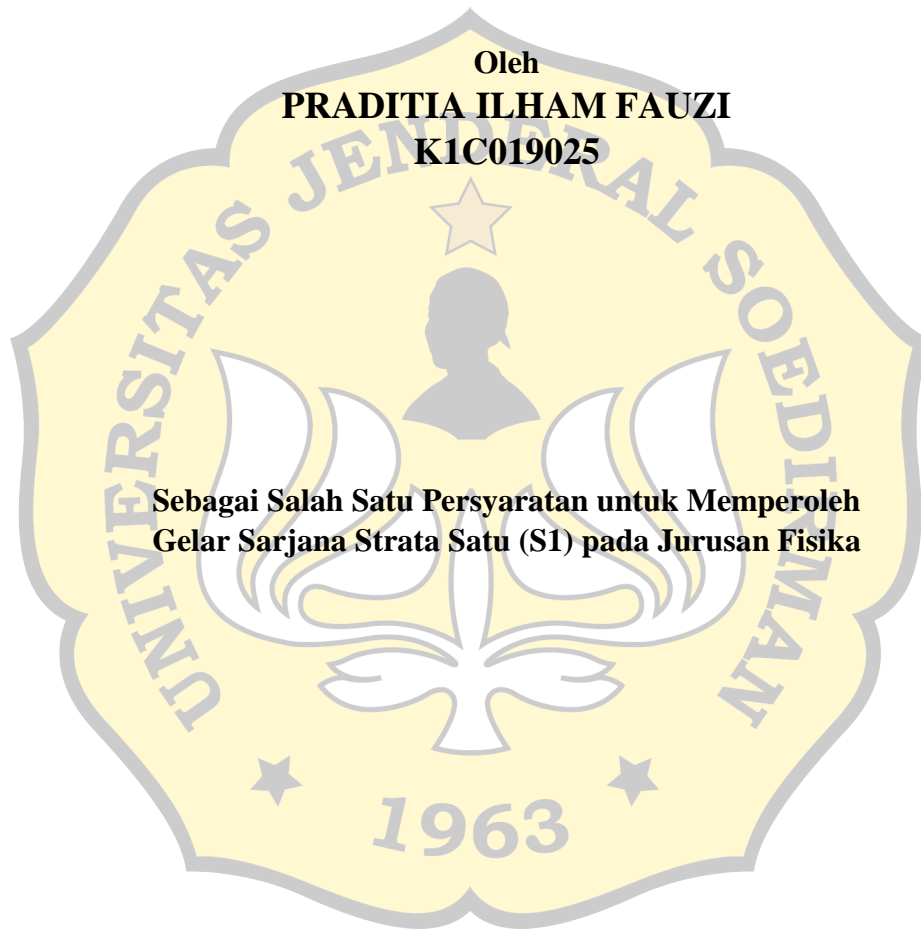 Oleh
PRADITIA ILHAM FAUZI
K1C019025
UNIVERSITAS JENDERAL SOEDIRMAN
Sebagai Salah Satu Persyaratan untuk Memperoleh
Gelar Sarjana Strata Satu (S1) pada Jurusan Fisika
1963